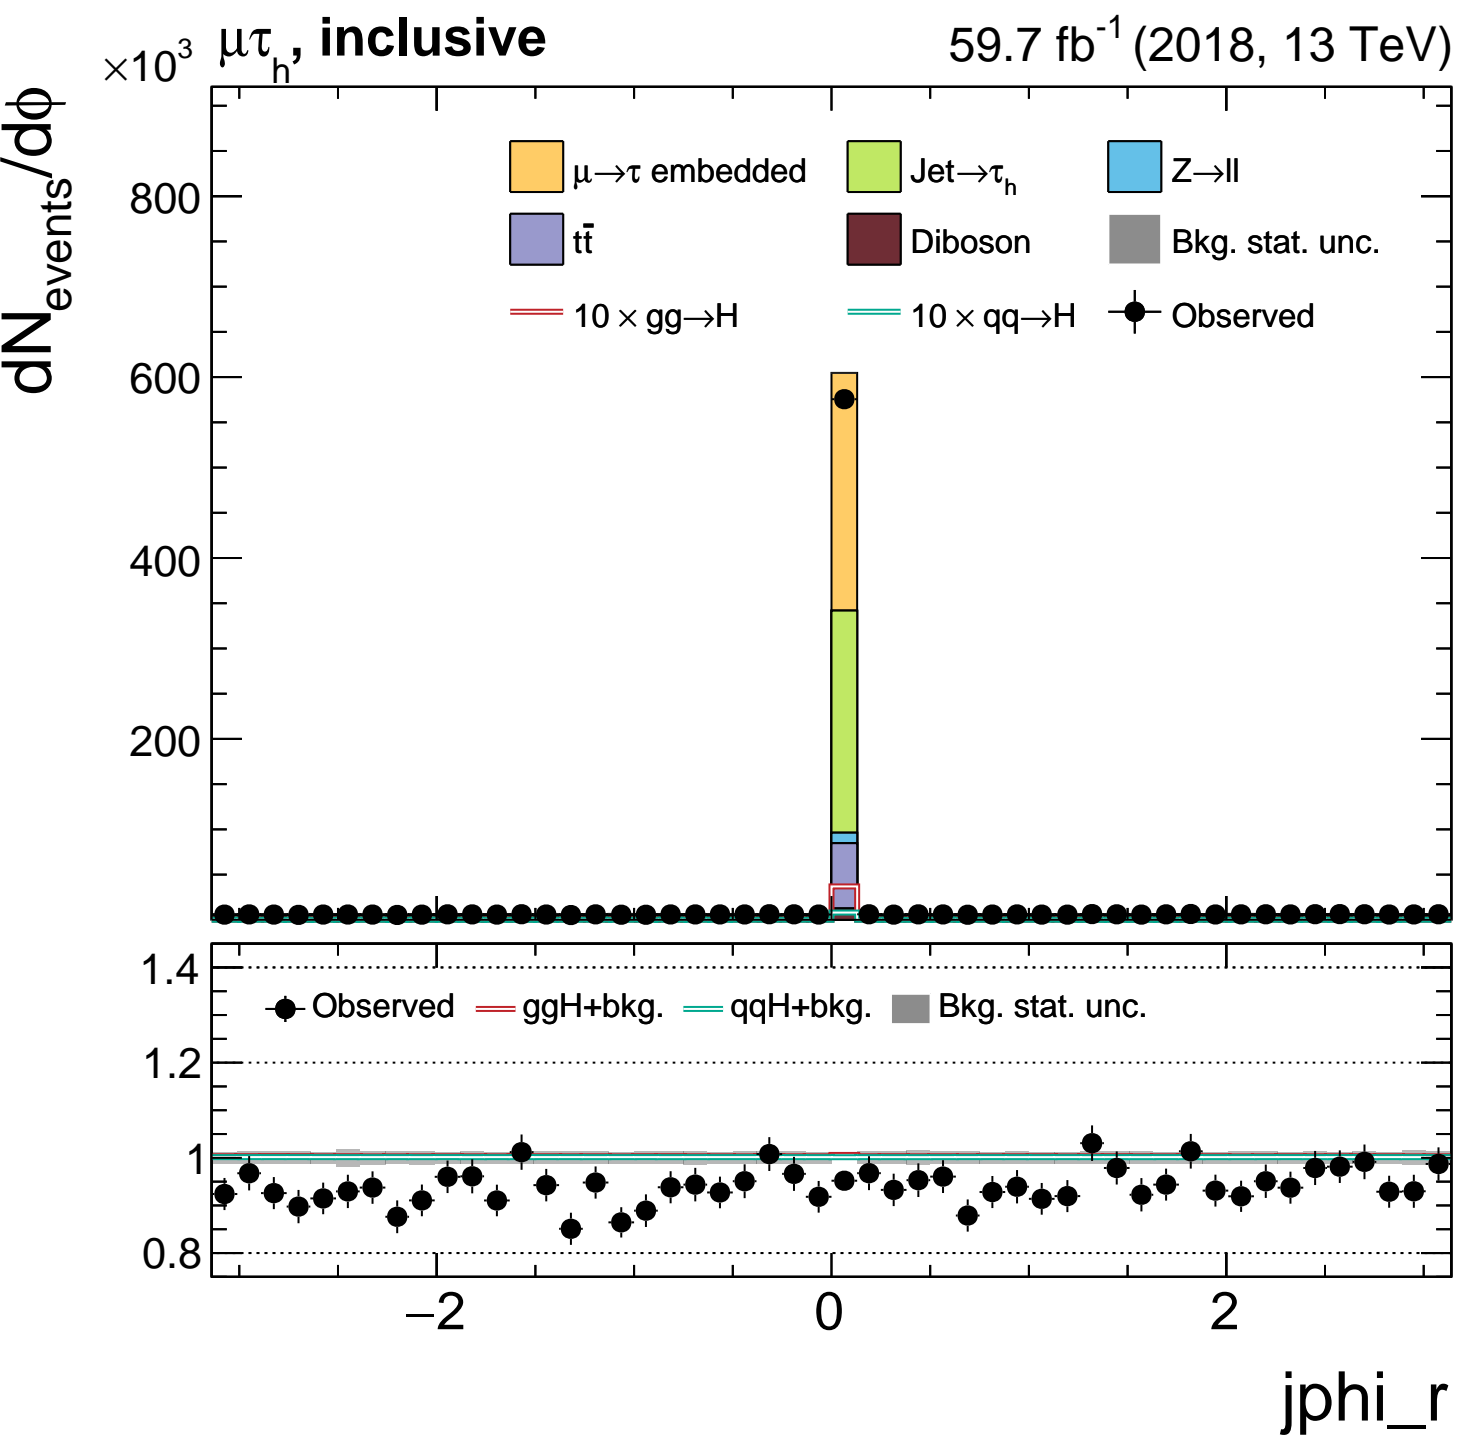 ×10³ μτₕ, inclusive 59.7 fb⁻¹ (2018, 13 TeV)
dN_events/dϕ
800
600
400
200
μ→τ embedded Jet→τₕ Z→ll
tt̄ Diboson Bkg. stat. unc.
10 × gg→H 10 × qq→H Observed
1.4
1.2
1
0.8
Observed ggH+bkg. qqH+bkg. Bkg. stat. unc.
−2 0 2
jphi_r